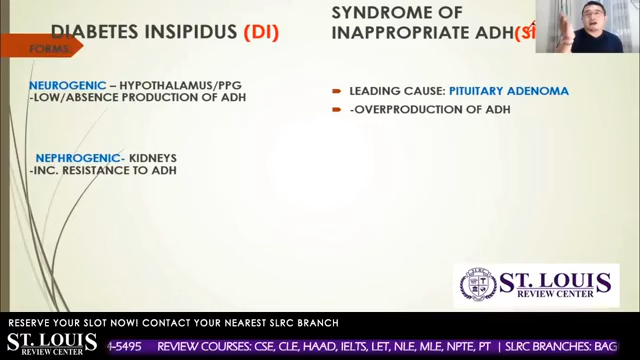 DIABETES INSIPIDUS (DI)
FORMS:
NEUROGENIC – HYPOTHALAMUS/PPG
-LOW/ABSENCE PRODUCTION OF ADH
NEPHROGENIC- KIDNEYS
-INC. RESISTANCE TO ADH
SYNDROME OF
INAPPROPRIATE ADH
LEADING CAUSE: PITUITARY ADENOMA
-OVERPRODUCTION OF ADH
ST. LOUIS
REVIEW CENTER
RESERVE YOUR SLOT NOW! CONTACT YOUR NEAREST SLRC BRANCH
ST. LOUIS
REVIEW CENTER
-5495 REVIEW COURSES: CSE, CLE, HAAD, IELTS, LET, NLE, MLE, NPTE, PT | SLRC BRANCHES: BAG